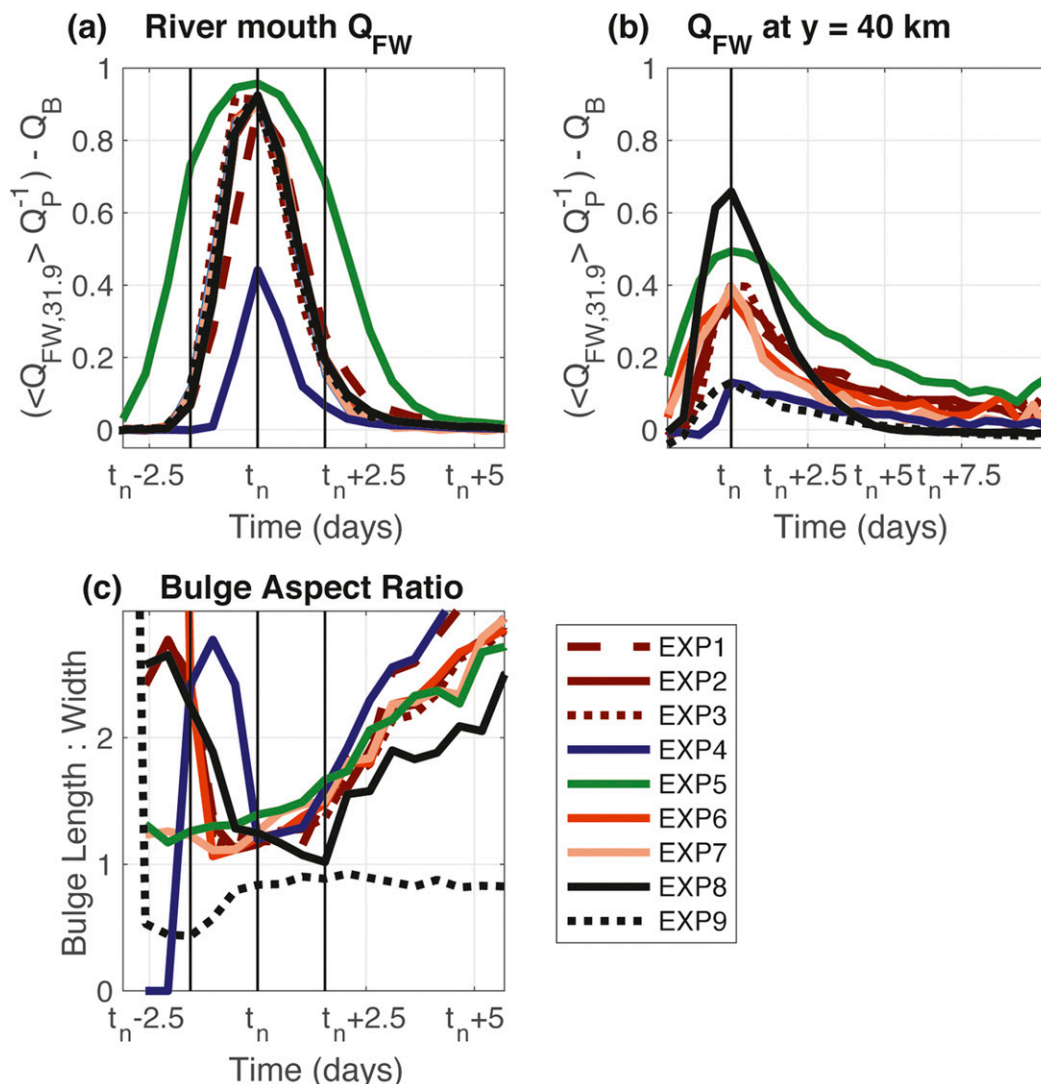 (a) River mouth Q_FW
(<Q_FW,31.9> Q_P^-1) - Q_B
1
0.8
0.6
0.4
0.2
0
t_n-2.5
t_n
t_n+2.5
t_n+5
Time (days)
(b) Q_FW at y = 40 km
(<Q_FW,31.9> Q_P^-1) - Q_B
1
0.8
0.6
0.4
0.2
0
t_n
t_n+2.5
t_n+5
t_n+7.5
Time (days)
(c) Bulge Aspect Ratio
Bulge Length : Width
2
1
0
t_n-2.5
t_n
t_n+2.5
t_n+5
Time (days)
EXP1
EXP2
EXP3
EXP4
EXP5
EXP6
EXP7
EXP8
EXP9